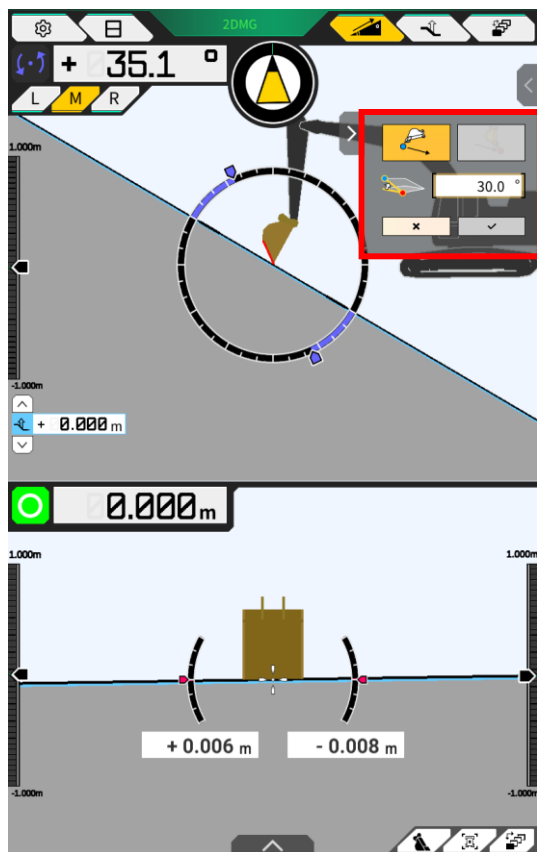 2DMG
+ 35.1 °
L M R
1.000m
30.0 °
-1.000m
+ 0.000 m
0.000 m
1.000m 1.000m
+ 0.006 m - 0.008 m
-1.000m -1.000m